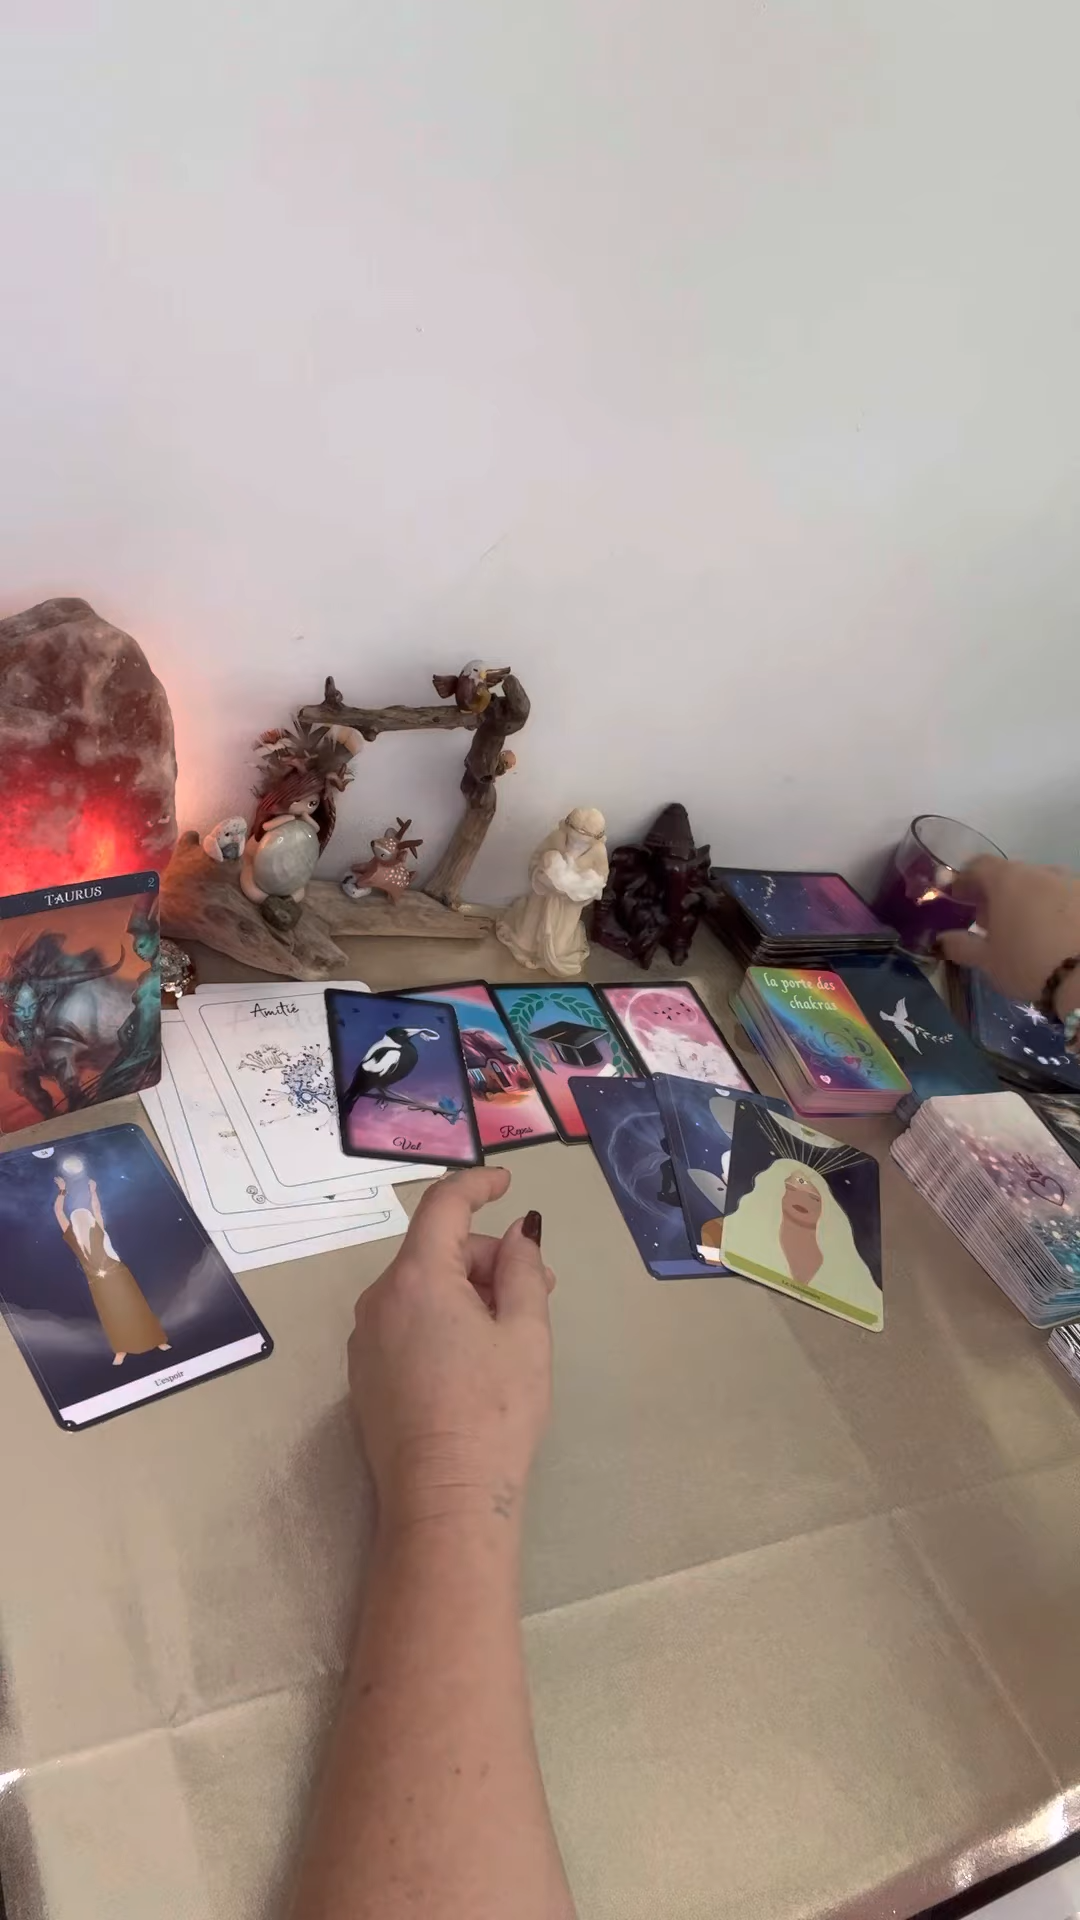 TAURUS
2
Amitié
Vol
Repos
la porte des
chakras
L'espoir